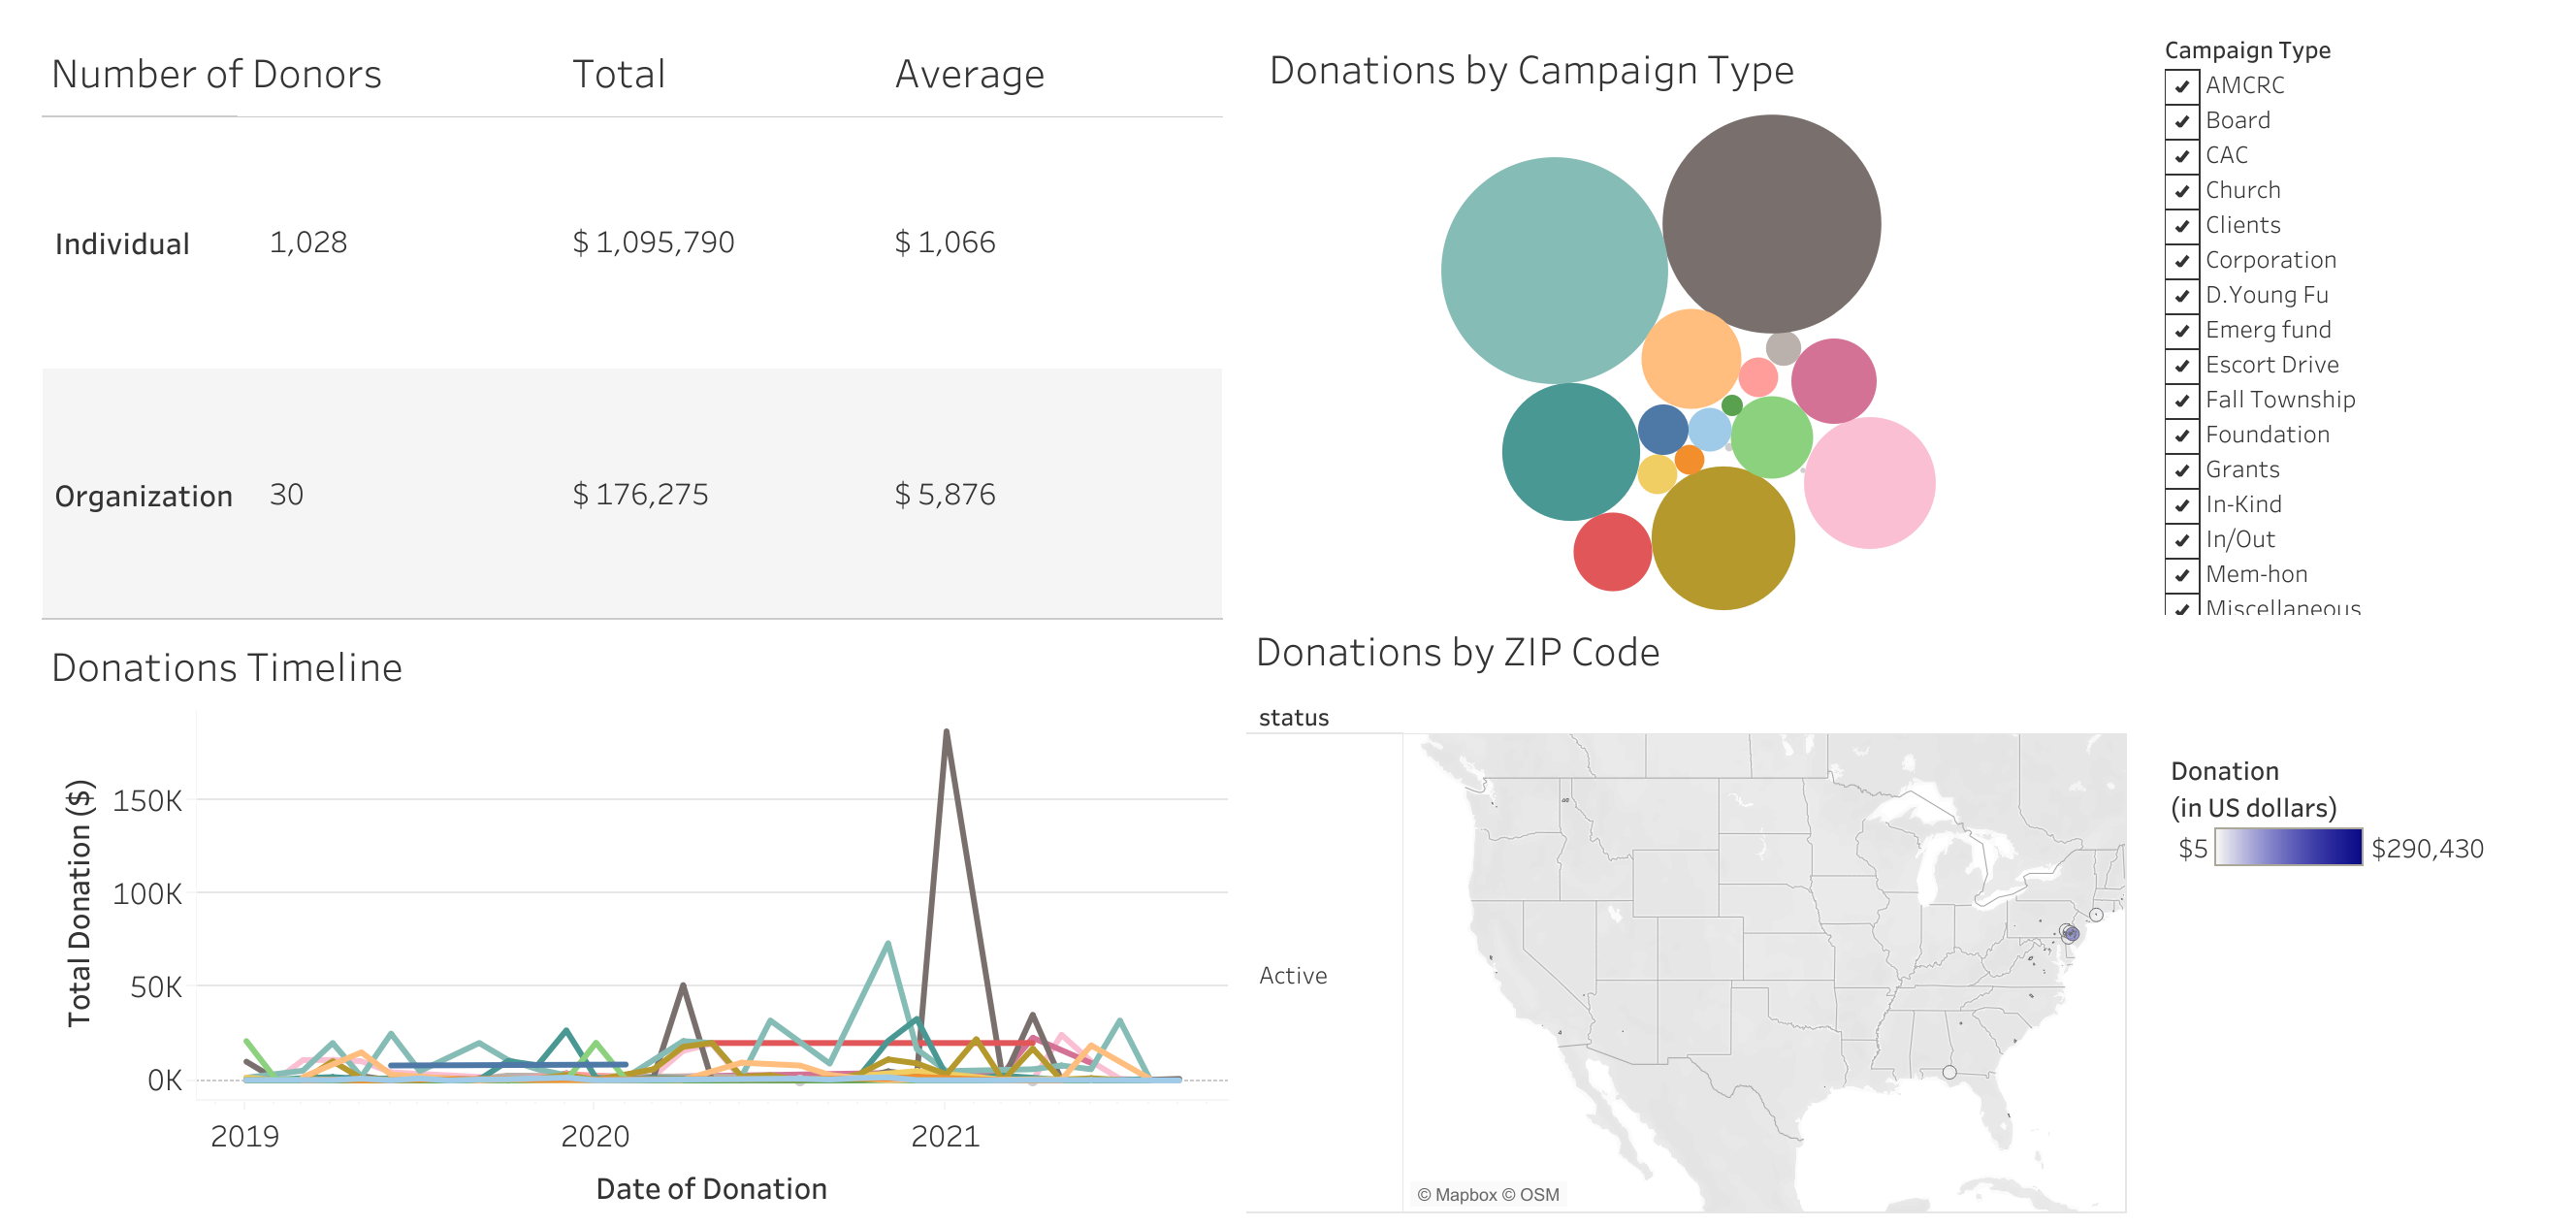 Number of Donors Total Average
Individual 1,028 $ 1,095,790 $ 1,066
Organization 30 $ 176,275 $ 5,876
Donations by Campaign Type
Campaign Type
AMCRC
Board
CAC
Church
Clients
Corporation
D.Young Fu
Emerg fund
Escort Drive
Fall Township
Foundation
Grants
In-Kind
In/Out
Mem-hon
Miscellaneous
Donations Timeline
Total Donation ($)
150K
100K
50K
0K
2019 2020 2021
Date of Donation
Donations by ZIP Code
status
Active
© Mapbox © OSM
Donation
(in US dollars)
$5 $290,430